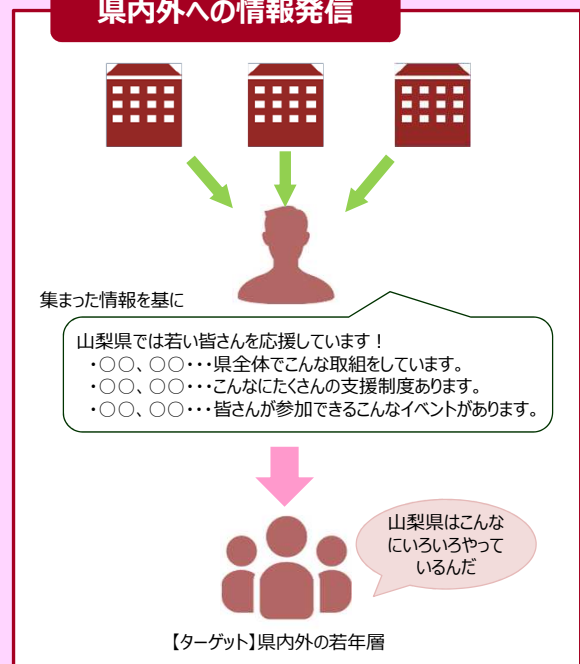 県内外への情報発信
集まった情報を基に
山梨県では若い皆さんを応援しています!
・○○、○○・・・県全体でこんな取組をしています。
・○○、○○・・・こんなにたくさんの支援制度あります。
・○○、○○・・・皆さんが参加できるこんなイベントがあります。
山梨県はこんな
にいろいろやって
いるんだ
【ターゲット】県内外の若年層